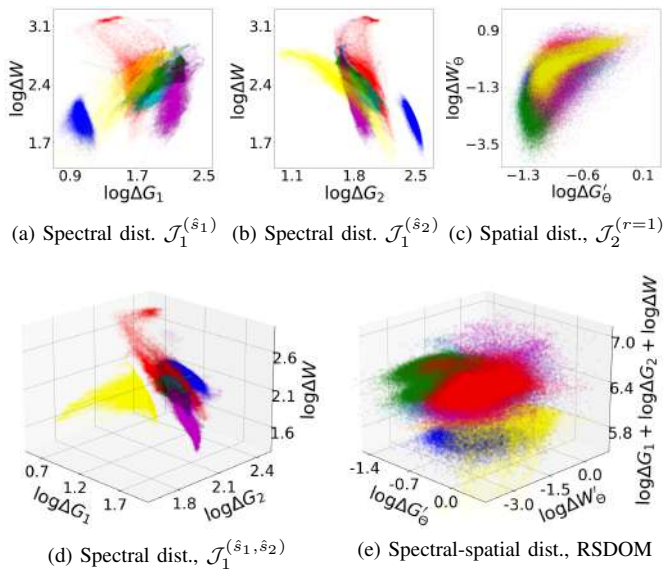 3.1
2.4
1.7
logΔW
0.9
1.7
2.5
logΔG₁
3.1
2.4
1.7
logΔW
1.1
1.8
2.4
logΔG₂
0.9
−1.3
−3.5
logΔW′_Θ
−1.3
−0.6
0.1
logΔG′_Θ
(a) Spectral dist. 𝒥₁^(ŝ₁)
(b) Spectral dist. 𝒥₁^(ŝ₂)
(c) Spatial dist., 𝒥₂^(r=1)
2.6
2.1
1.6
logΔW
0.7
1.2
1.7
logΔG₁
1.8
2.4
logΔG₂
7.0
6.4
5.8
logΔG₁ + logΔG₂ + logΔW
-1.4
-0.7
0.0
logΔG′_Θ
-3.0
-1.5
0.0
logΔW′_Θ
(d) Spectral dist., 𝒥₁^(ŝ₁,ŝ₂)
(e) Spectral-spatial dist., RSDOM